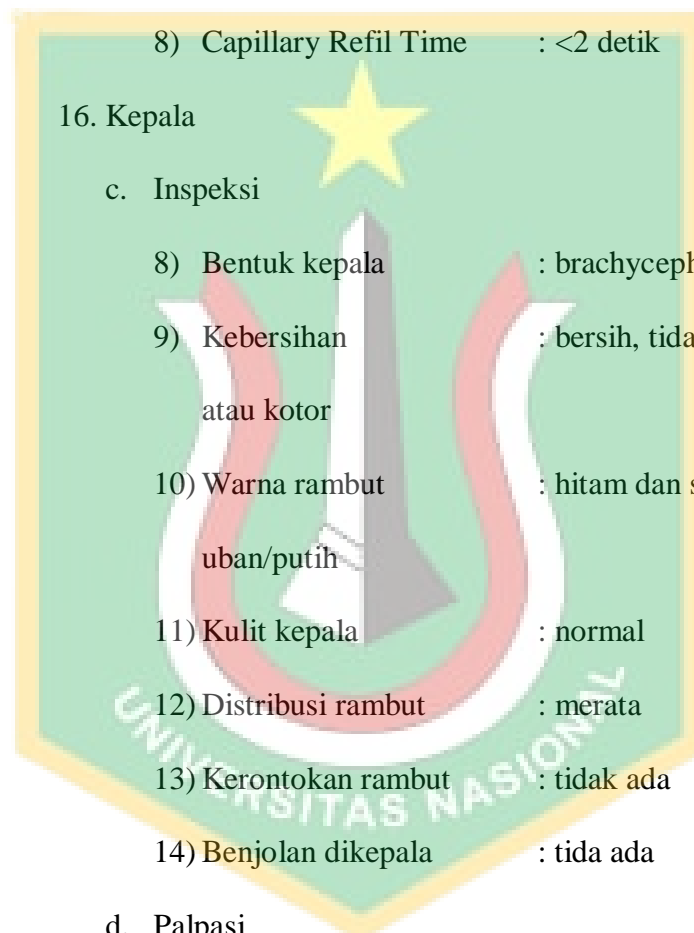 8) Capillary Refil Time : <2 detik
16. Kepala
c. Inspeksi
8) Bentuk kepala :
9) Kebersihan : bersih,
atau kotor
10) Warna rambut : hitam dan
uban/putih
11) Kulit kepala : normal
12) Distribusi rambut : merata
13) Kerontokan rambut : tidak ada
14) Benjolan dikepala : tida ada
d. Palpasi
UNIVERSITAS NASIONAL